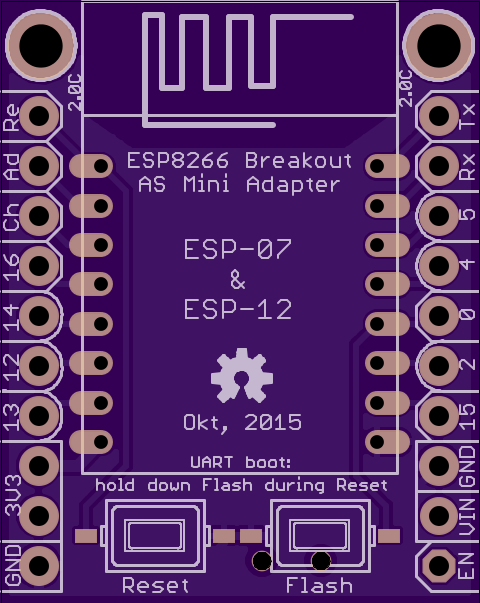 2.0C
2.0C
Re
Ad
Ch
16
14
12
13
3V3
GND
Tx
Rx
5
4
0
2
15
GND
VIN
EN
ESP8266 Breakout
AS Mini Adapter
ESP-07
&
ESP-12
Okt, 2015
UART boot:
hold down Flash during Reset
Reset
Flash